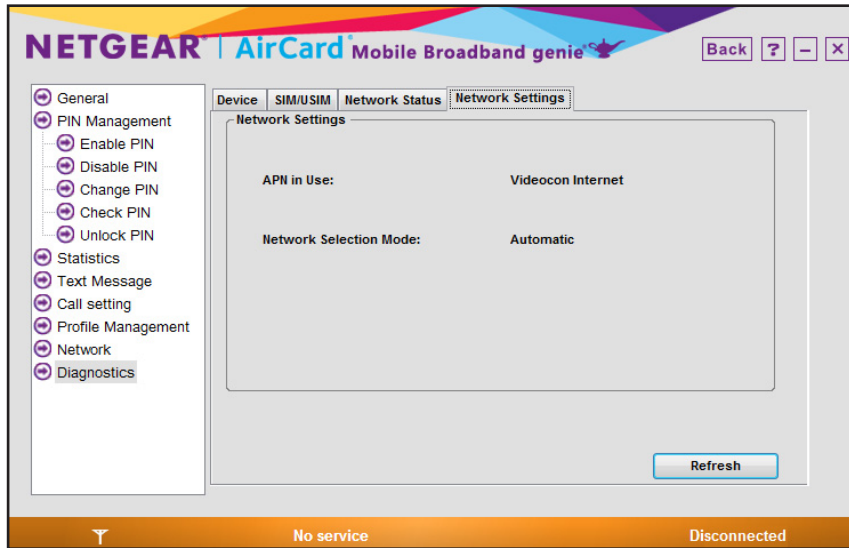 NETGEAR® | AirCard® Mobile Broadband genie®
Back ? – X
General
PIN Management
Enable PIN
Disable PIN
Change PIN
Check PIN
Unlock PIN
Statistics
Text Message
Call setting
Profile Management
Network
Diagnostics
Device SIM/USIM Network Status Network Settings
Network Settings
APN in Use: Videocon Internet
Network Selection Mode: Automatic
Refresh
No service
Disconnected